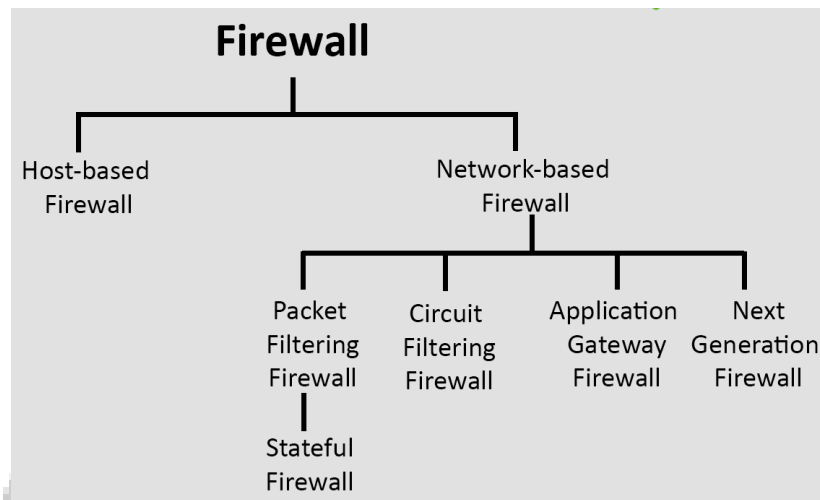 Firewall
Host-based
Firewall
Network-based
Firewall
Packet
Filtering
Firewall
Circuit
Filtering
Firewall
Application
Gateway
Firewall
Next
Generation
Firewall
Stateful
Firewall